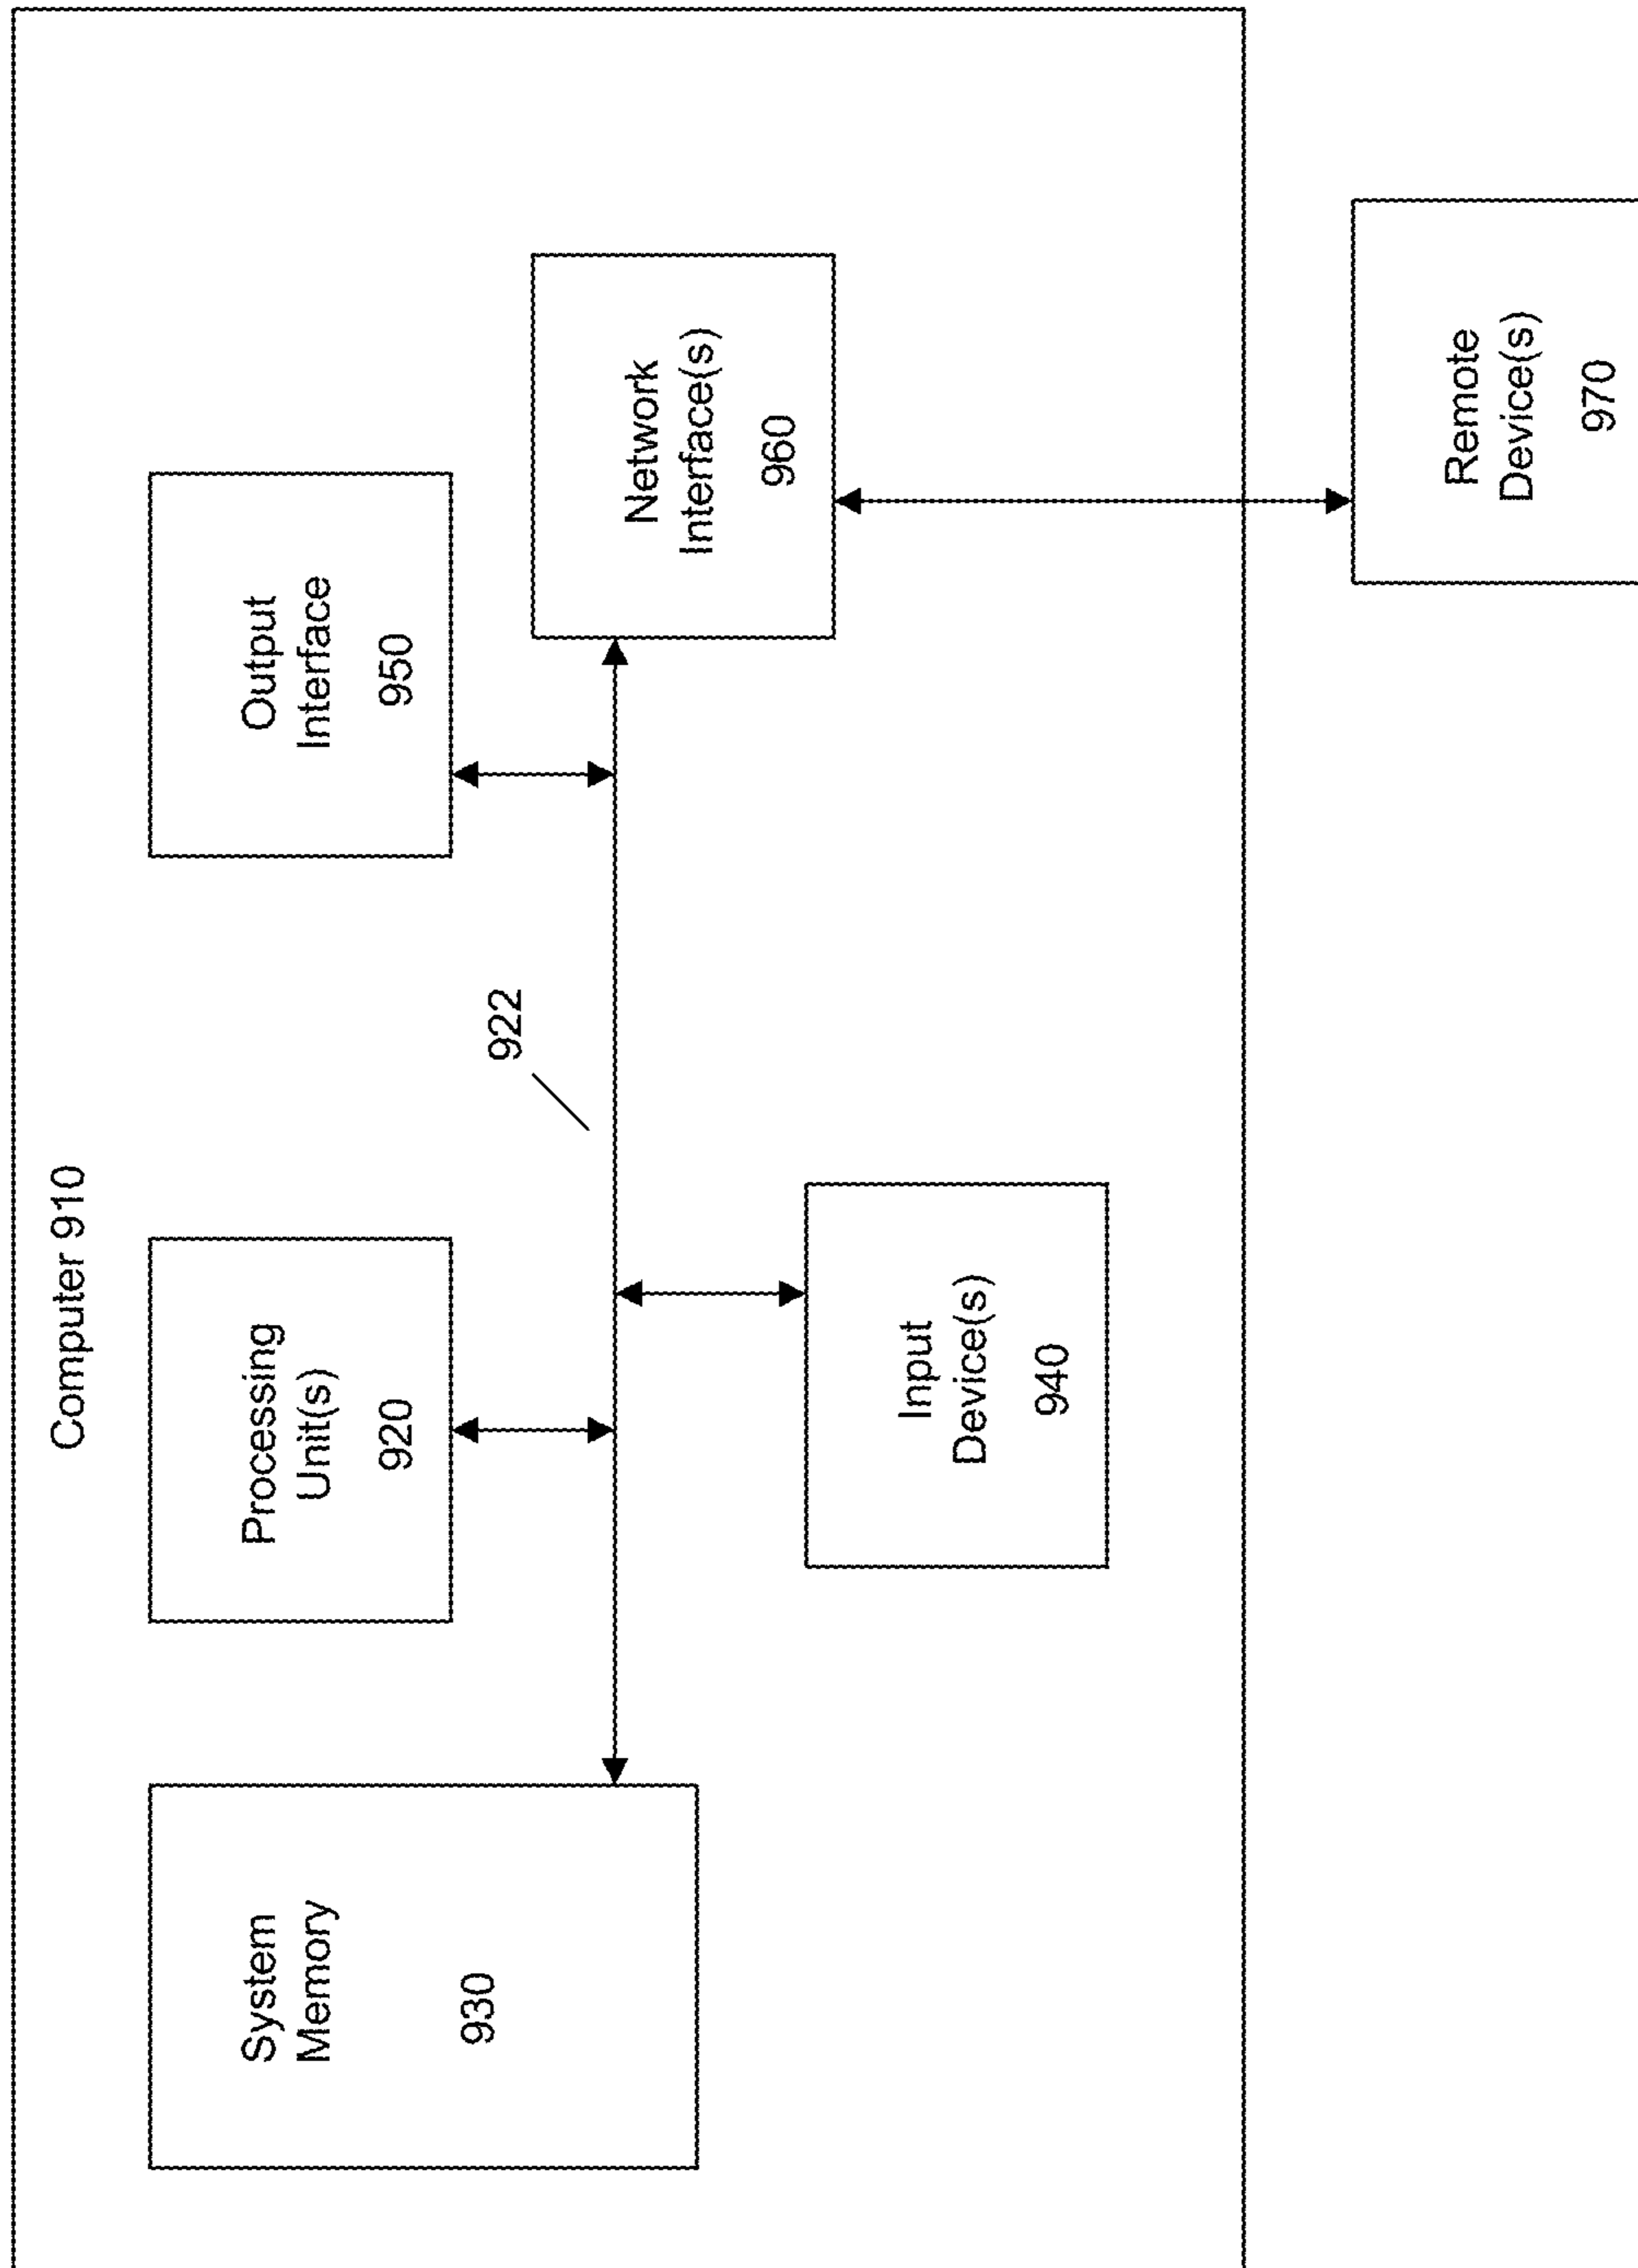 Computer 910
System
Memory
930
Processing
Unit(s)
920
Output
Interface
950
922
Network
Interface(s)
960
Input
Device(s)
940
Remote
Device(s)
970